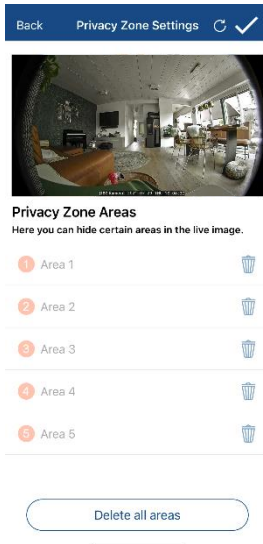 Back Privacy Zone Settings
Privacy Zone Areas
Here you can hide certain areas in the live image.
1 Area 1
2 Area 2
3 Area 3
4 Area 4
5 Area 5
Delete all areas